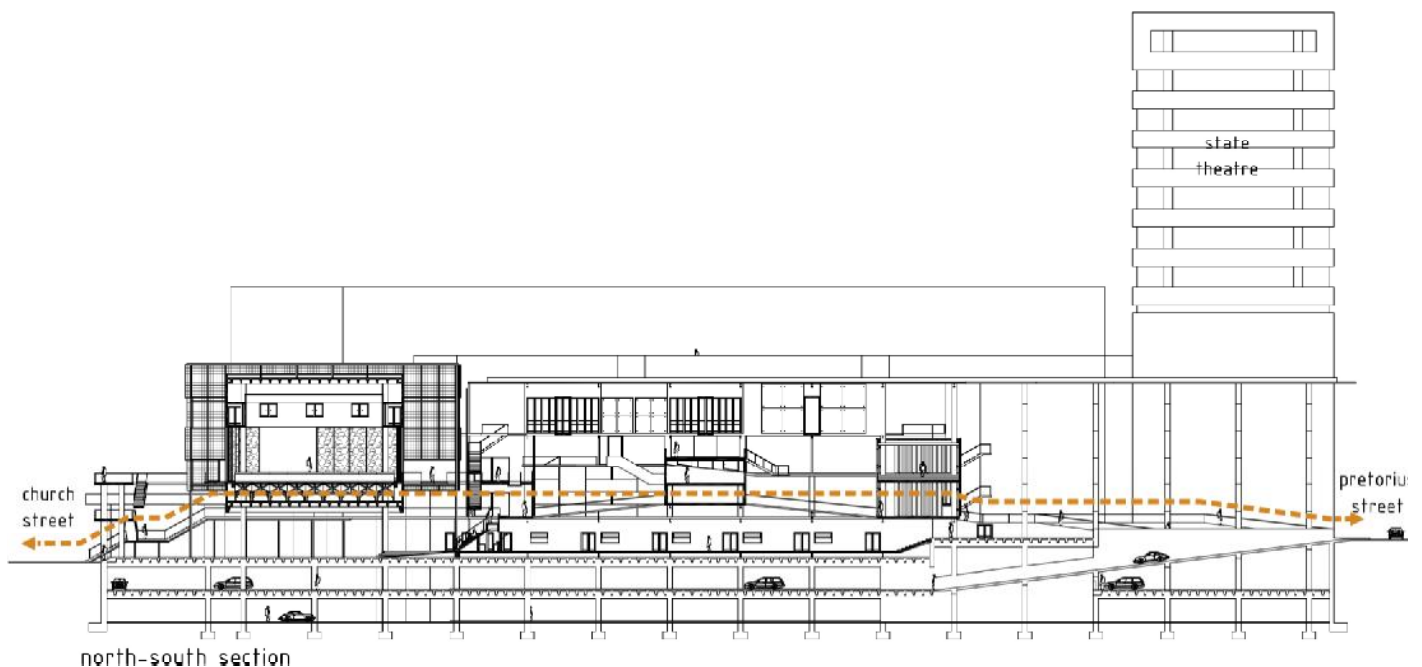 state
theatre
church
street
pretorius
street
north-south section